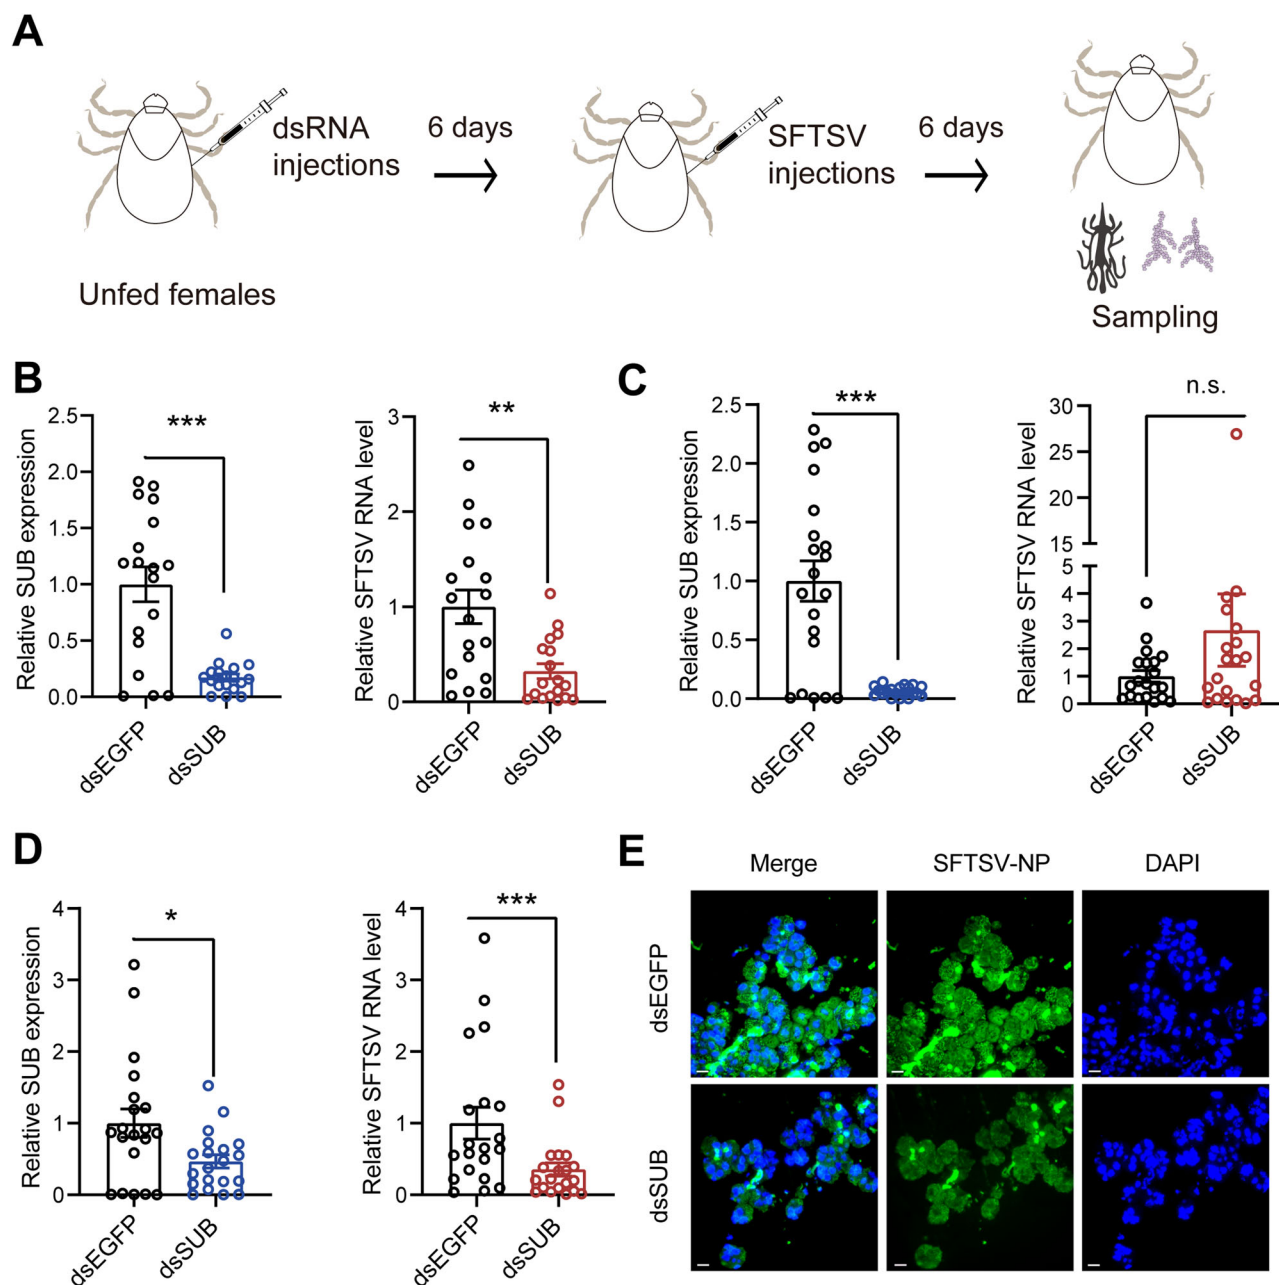 A
dsRNA
injections
6 days
SFTSV
injections
6 days
Unfed females
Sampling
B
Relative SUB expression
2.5
2.0
1.5
1.0
0.5
0.0
***
dsEGFP
dsSUB
Relative SFTSV RNA level
3
2
1
0
**
dsEGFP
dsSUB
C
Relative SUB expression
2.5
2.0
1.5
1.0
0.5
0.0
***
dsEGFP
dsSUB
Relative SFTSV RNA level
30
25
20
15
5
4
3
2
1
0
n.s.
dsEGFP
dsSUB
D
Relative SUB expression
4
3
2
1
0
*
dsEGFP
dsSUB
Relative SFTSV RNA level
4
3
2
1
0
***
dsEGFP
dsSUB
E
Merge
SFTSV-NP
DAPI
dsEGFP
dsSUB